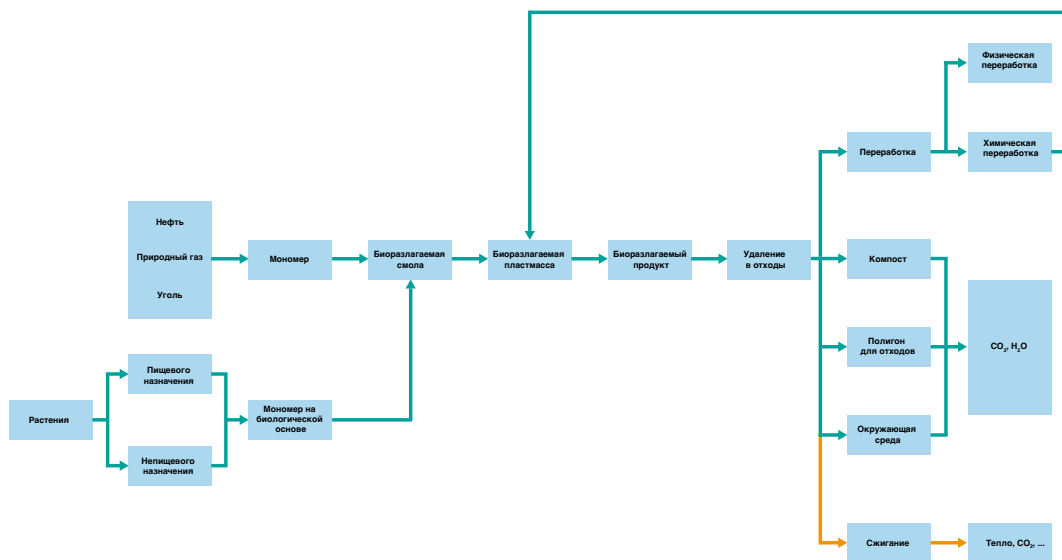 Физическая
переработка
Переработка
Химическая
переработка
Нефть
Природный газ
Уголь
Мономер
Биоразлагаемая
смола
Биоразлагаемая
пластмасса
Биоразлагаемый
продукт
Удаление
в отходы
Компост
Полигон
для отходов
CO₂, H₂O
Пищевого
назначения
Растения
Мономер на
биологической
основе
Непищевого
назначения
Окружающая
среда
Сжигание
Тепло, CO₂, ...